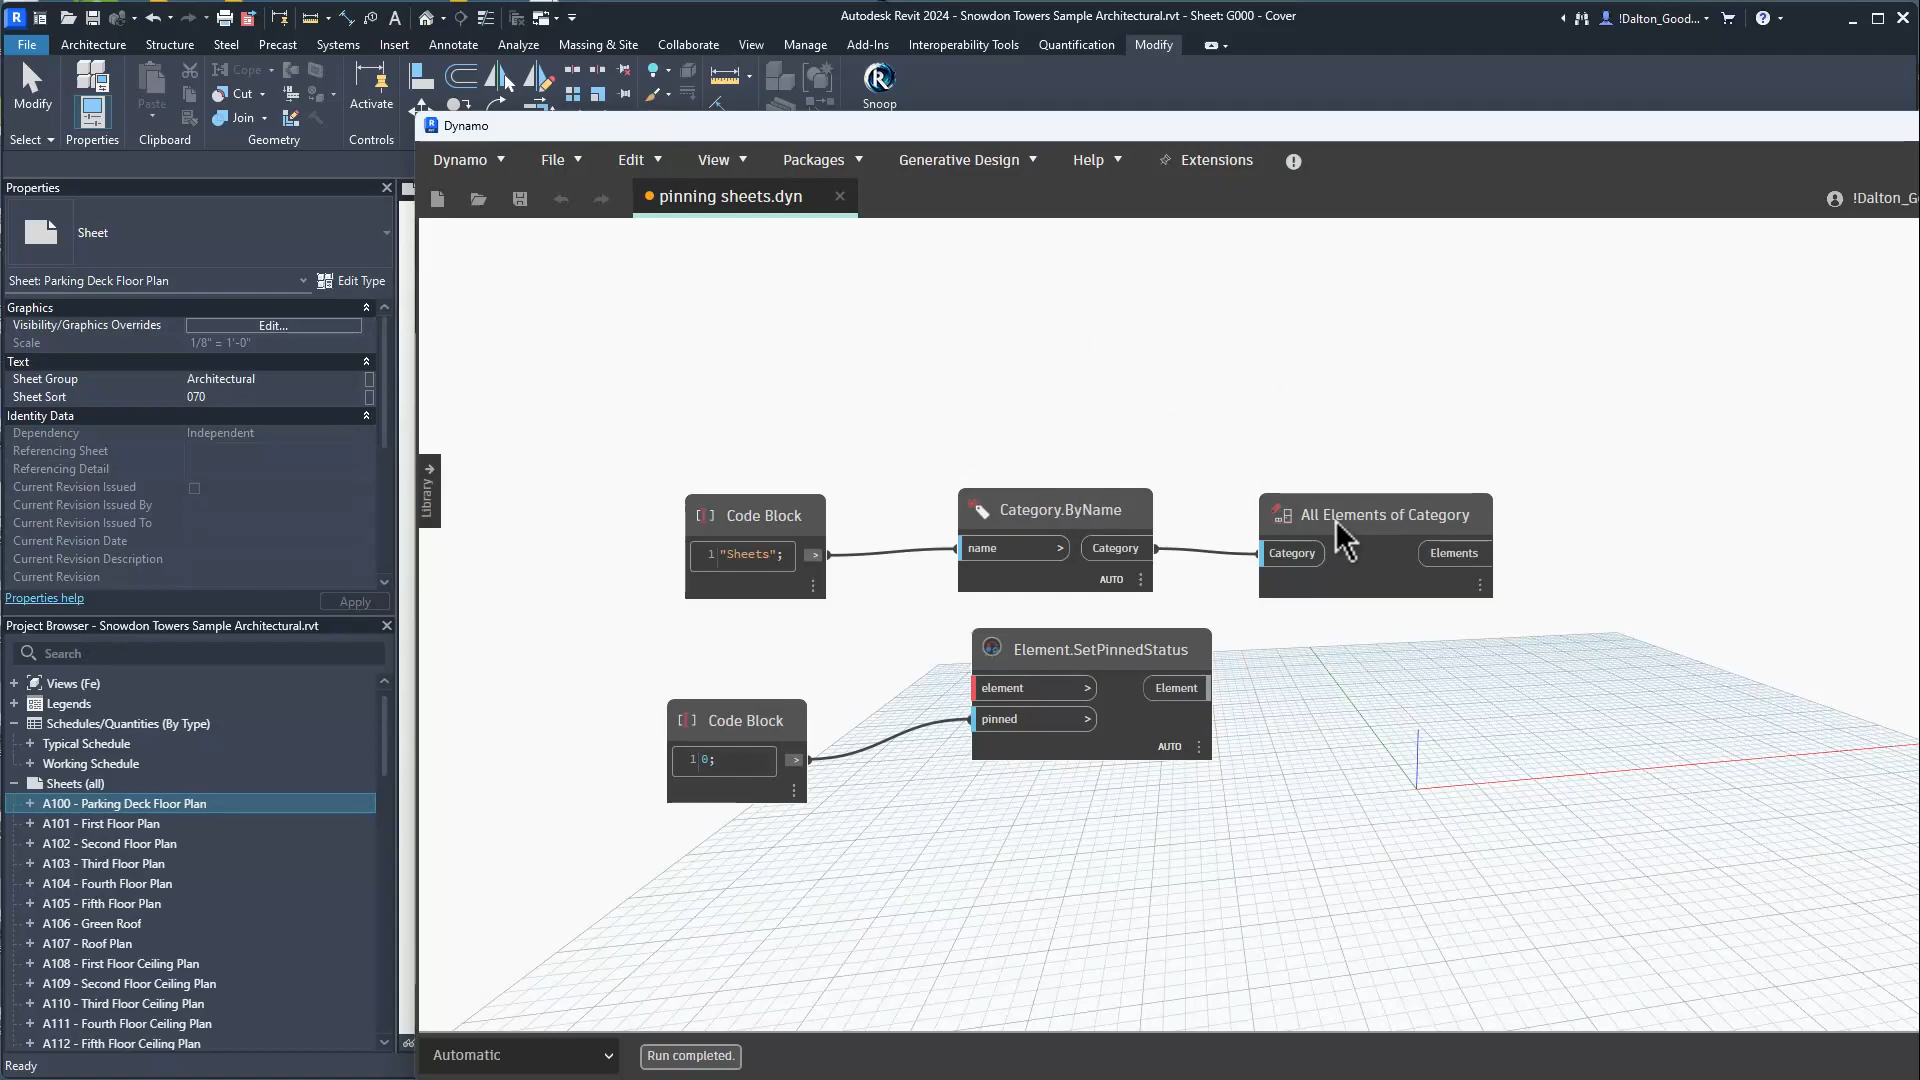 Autodesk Revit 2024 - Snowdon Towers Sample Architectural.rvt - Sheet: G000 - Cover
!Dalton_Good...
File Architecture Structure Steel Precast Systems Insert Annotate Analyze Massing & Site Collaborate View Manage Add-Ins Interoperability Tools Quantification Modify
Modify
Paste
Cope
Cut
Join
Activate
Snoop
Select Properties Clipboard Geometry Controls
Dynamo
Dynamo File Edit View Packages Generative Design Help Extensions
pinning sheets.dyn
!Dalton_G
Properties
Sheet
Sheet: Parking Deck Floor Plan Edit Type
Graphics
Visibility/Graphics Overrides Edit...
Scale 1/8" = 1'-0"
Text
Sheet Group Architectural
Sheet Sort 070
Identity Data
Dependency Independent
Referencing Sheet
Referencing Detail
Current Revision Issued
Current Revision Issued By
Current Revision Issued To
Current Revision Date
Current Revision Description
Current Revision
Properties help Apply
Project Browser - Snowdon Towers Sample Architectural.rvt
Search
Views (Fe)
Legends
Schedules/Quantities (By Type)
Typical Schedule
Working Schedule
Sheets (all)
A100 - Parking Deck Floor Plan
A101 - First Floor Plan
A102 - Second Floor Plan
A103 - Third Floor Plan
A104 - Fourth Floor Plan
A105 - Fifth Floor Plan
A106 - Green Roof
A107 - Roof Plan
A108 - First Floor Ceiling Plan
A109 - Second Floor Ceiling Plan
A110 - Third Floor Ceiling Plan
A111 - Fourth Floor Ceiling Plan
A112 - Fifth Floor Ceiling Plan
Ready
Library
Code Block
1 "Sheets"; >
Category.ByName
name > Category
AUTO
All Elements of Category
Category Elements
Element.SetPinnedStatus
element > Element
pinned >
AUTO
Code Block
1 0; >
Automatic Run completed.